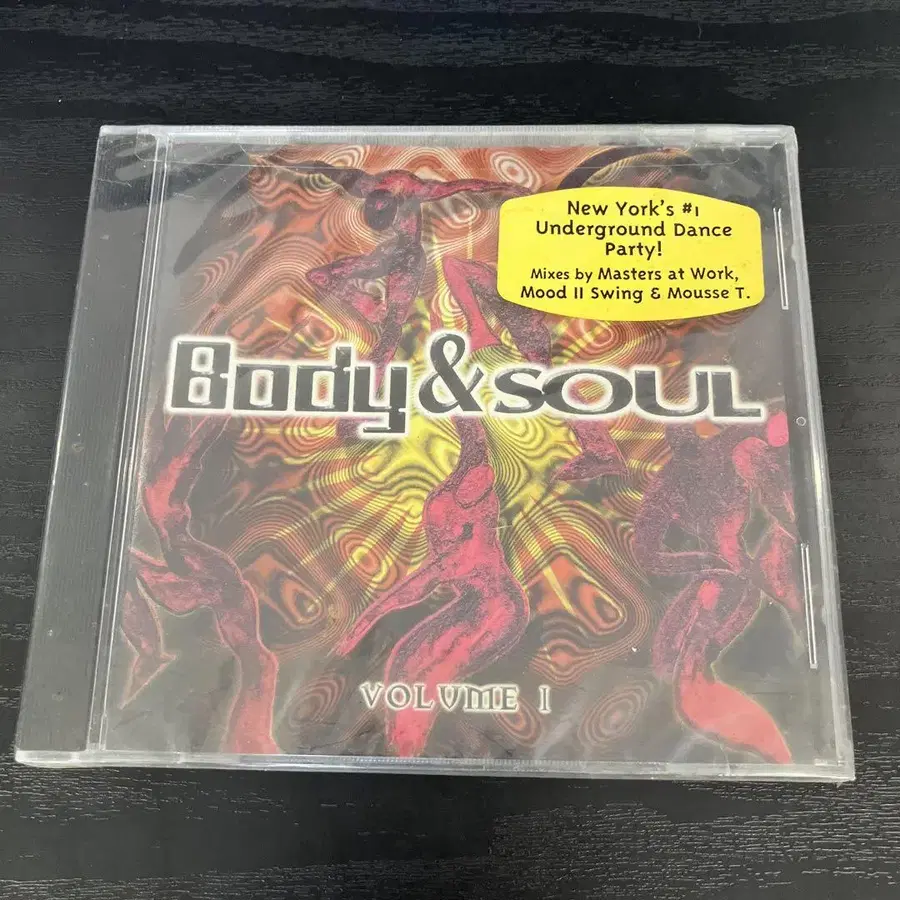 New York's #1
Underground Dance
Party!
Mixes by Masters at Work,
Mood II Swing & Mousse T.
Body & SOUL
VOLUME I